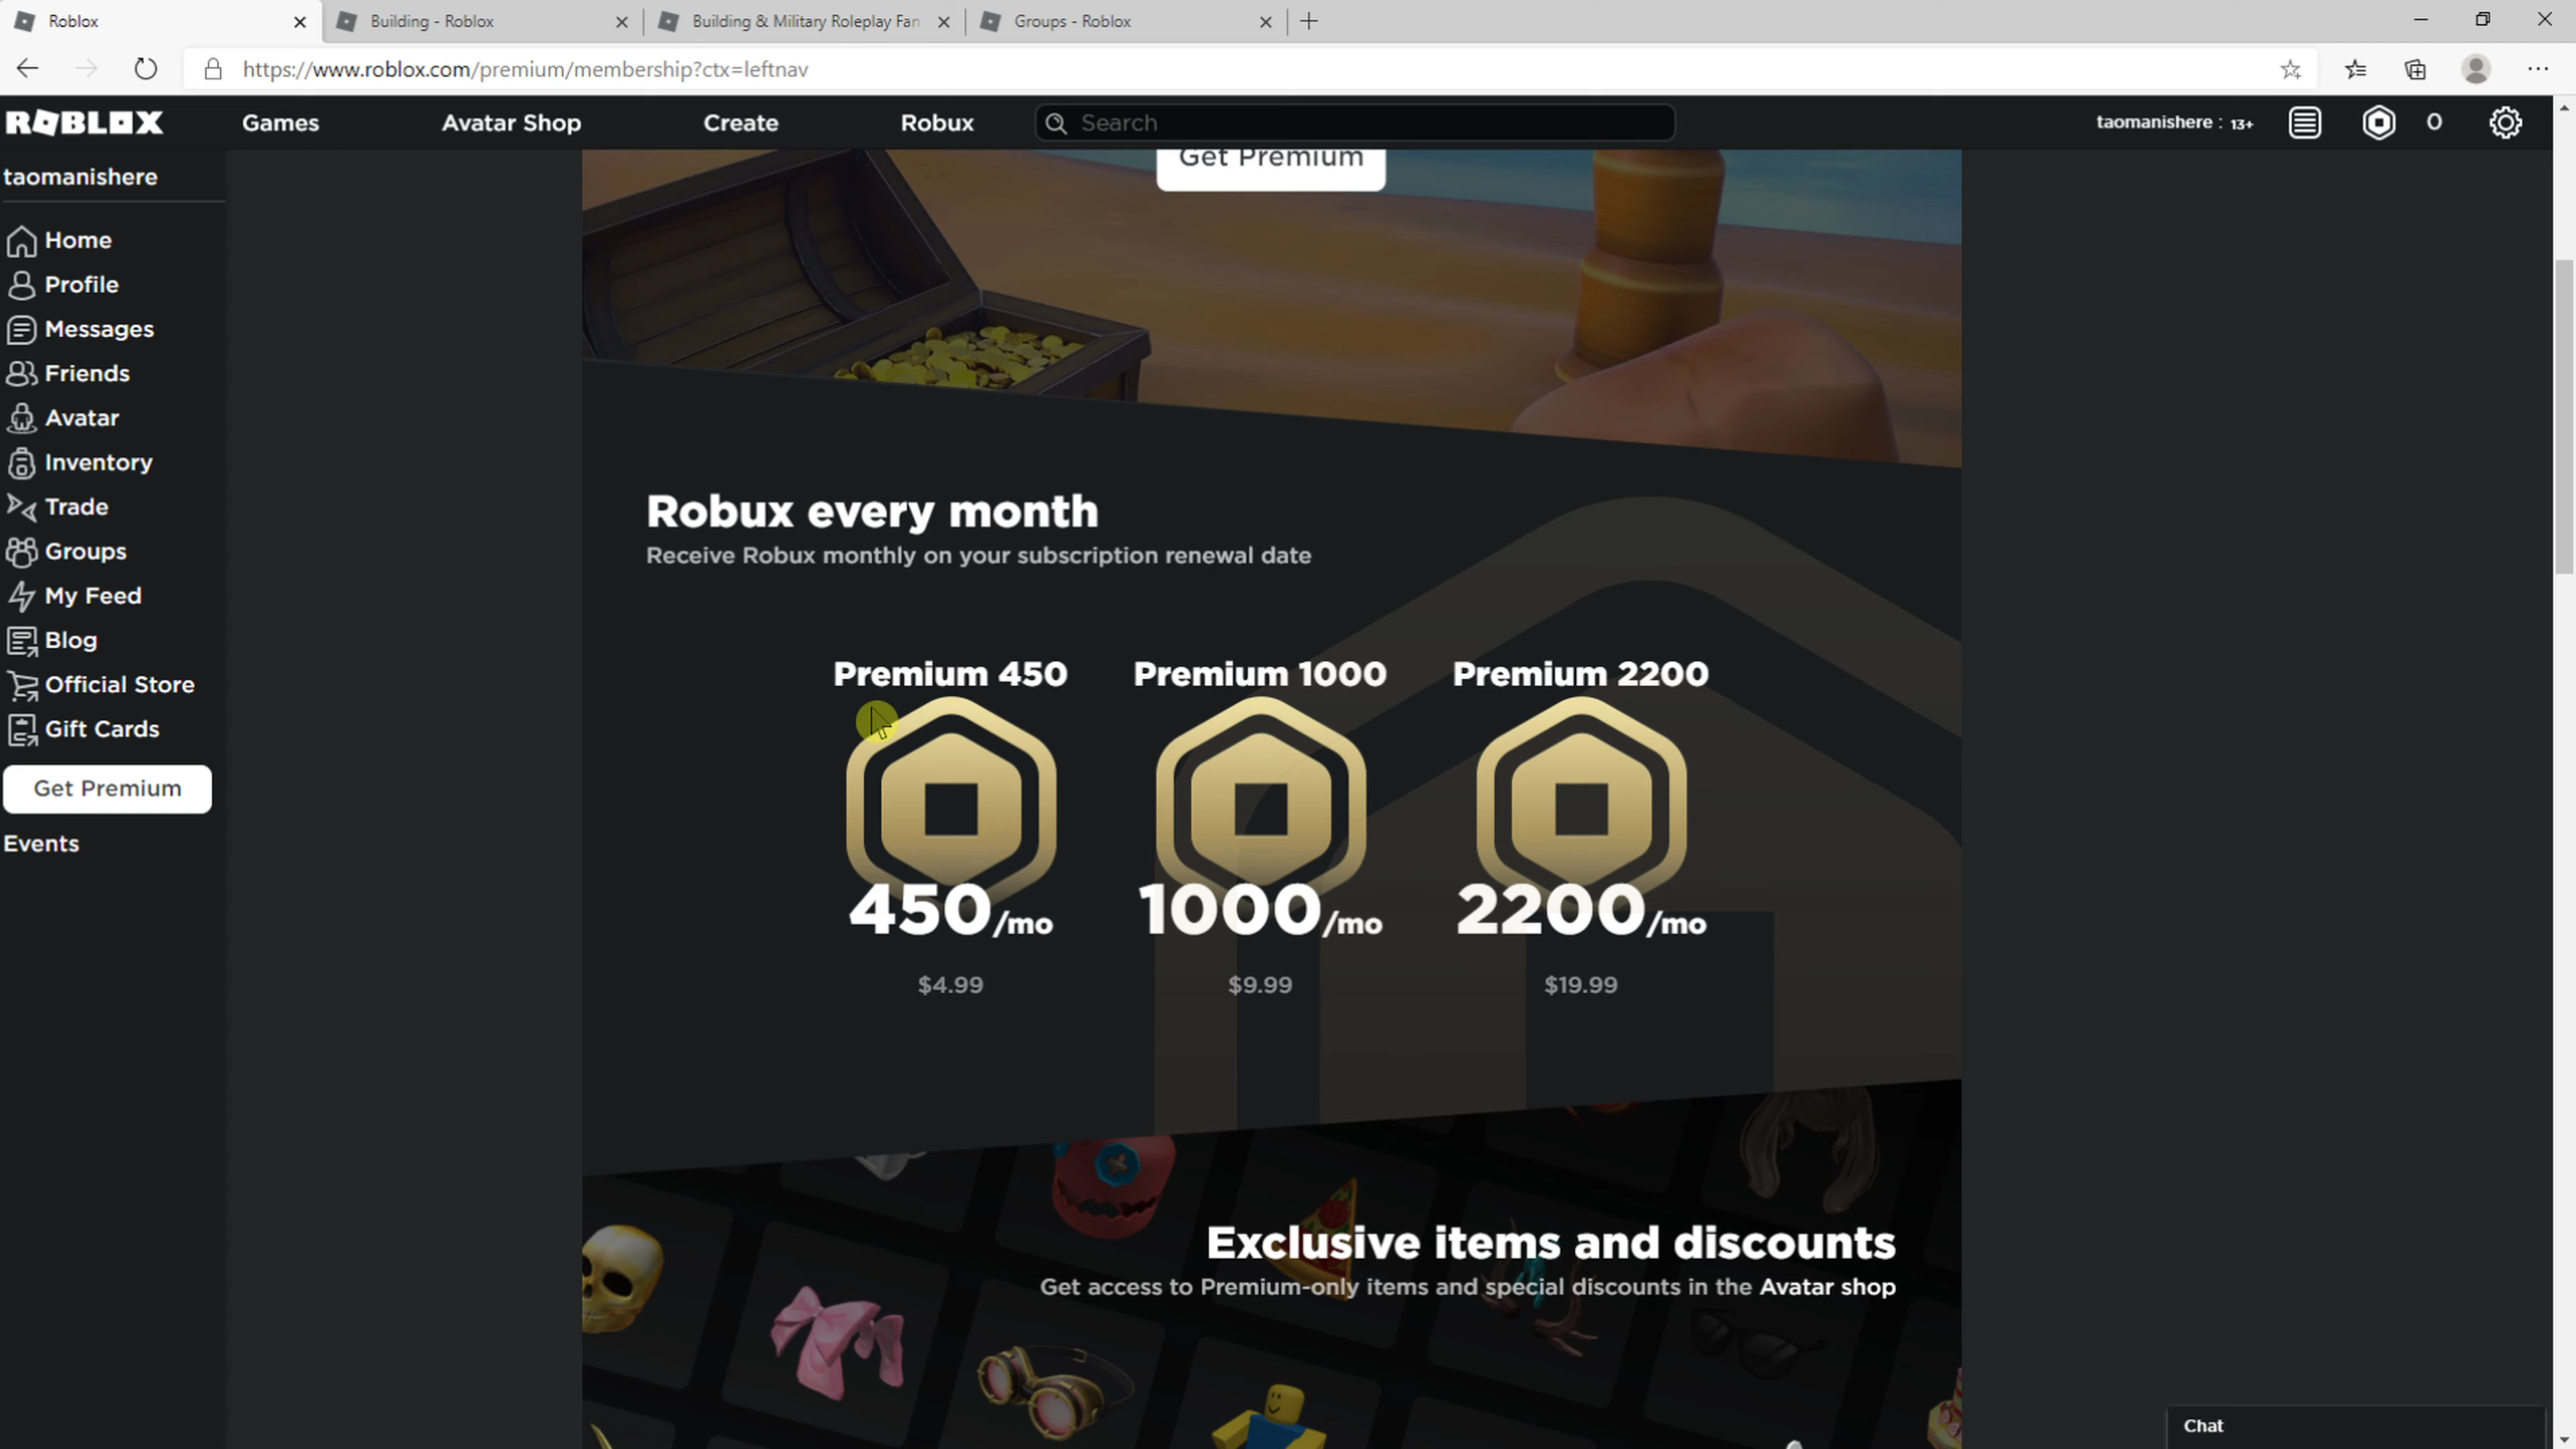 Roblox
Building - Roblox
Building & Military Roleplay Fan
Groups - Roblox
https://www.roblox.com/premium/membership?ctx=leftnav
ROBLOX
Games
Avatar Shop
Create
Robux
Search
taomanishere : 13+
0
taomanishere
Home
Profile
Messages
Friends
Avatar
Inventory
Trade
Groups
My Feed
Blog
Official Store
Gift Cards
Get Premium
Events
Get Premium
Robux every month
Receive Robux monthly on your subscription renewal date
Premium 450
Premium 1000
Premium 2200
450/mo
1000/mo
2200/mo
$4.99
$9.99
$19.99
Exclusive items and discounts
Get access to Premium-only items and special discounts in the Avatar shop
Chat